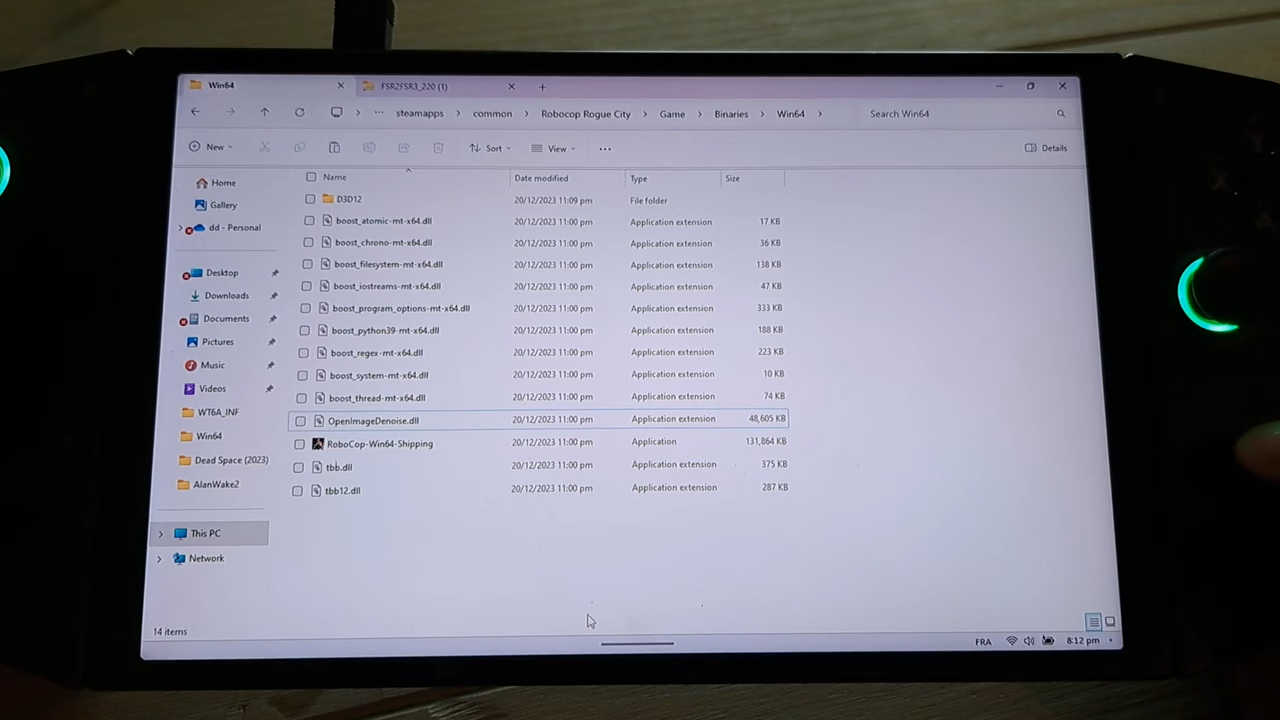 Win64
FSR2FSR3_220 (1)
steamapps > common > Robocop Rogue City > Game > Binaries > Win64 >
Search Win64
New
Sort
View
Details
Name Date modified Type Size
Home
Gallery
dd - Personal
Desktop
Downloads
Documents
Pictures
Music
Videos
WT6A_INF
Win64
Dead Space (2023)
AlanWake2
This PC
Network
D3D12 20/12/2023 11:09 pm File folder
boost_atomic-mt-x64.dll 20/12/2023 11:00 pm Application extension 17 KB
boost_chrono-mt-x64.dll 20/12/2023 11:00 pm Application extension 36 KB
boost_filesystem-mt-x64.dll 20/12/2023 11:00 pm Application extension 138 KB
boost_iostreams-mt-x64.dll 20/12/2023 11:00 pm Application extension 47 KB
boost_program_options-mt-x64.dll 20/12/2023 11:00 pm Application extension 333 KB
boost_python39-mt-x64.dll 20/12/2023 11:00 pm Application extension 188 KB
boost_regex-mt-x64.dll 20/12/2023 11:00 pm Application extension 223 KB
boost_system-mt-x64.dll 20/12/2023 11:00 pm Application extension 10 KB
boost_thread-mt-x64.dll 20/12/2023 11:00 pm Application extension 74 KB
OpenImageDenoise.dll 20/12/2023 11:00 pm Application extension 48,605 KB
RoboCop-Win64-Shipping 20/12/2023 11:00 pm Application 131,864 KB
tbb.dll 20/12/2023 11:00 pm Application extension 375 KB
tbb12.dll 20/12/2023 11:00 pm Application extension 287 KB
14 items
FRA
8:12 pm